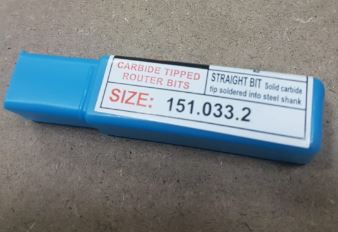 CARBIDE TIPPED
ROUTER BITS
STRAIGHT BIT Solid carbide
tip soldered into steel shank
SIZE: 151.033.2